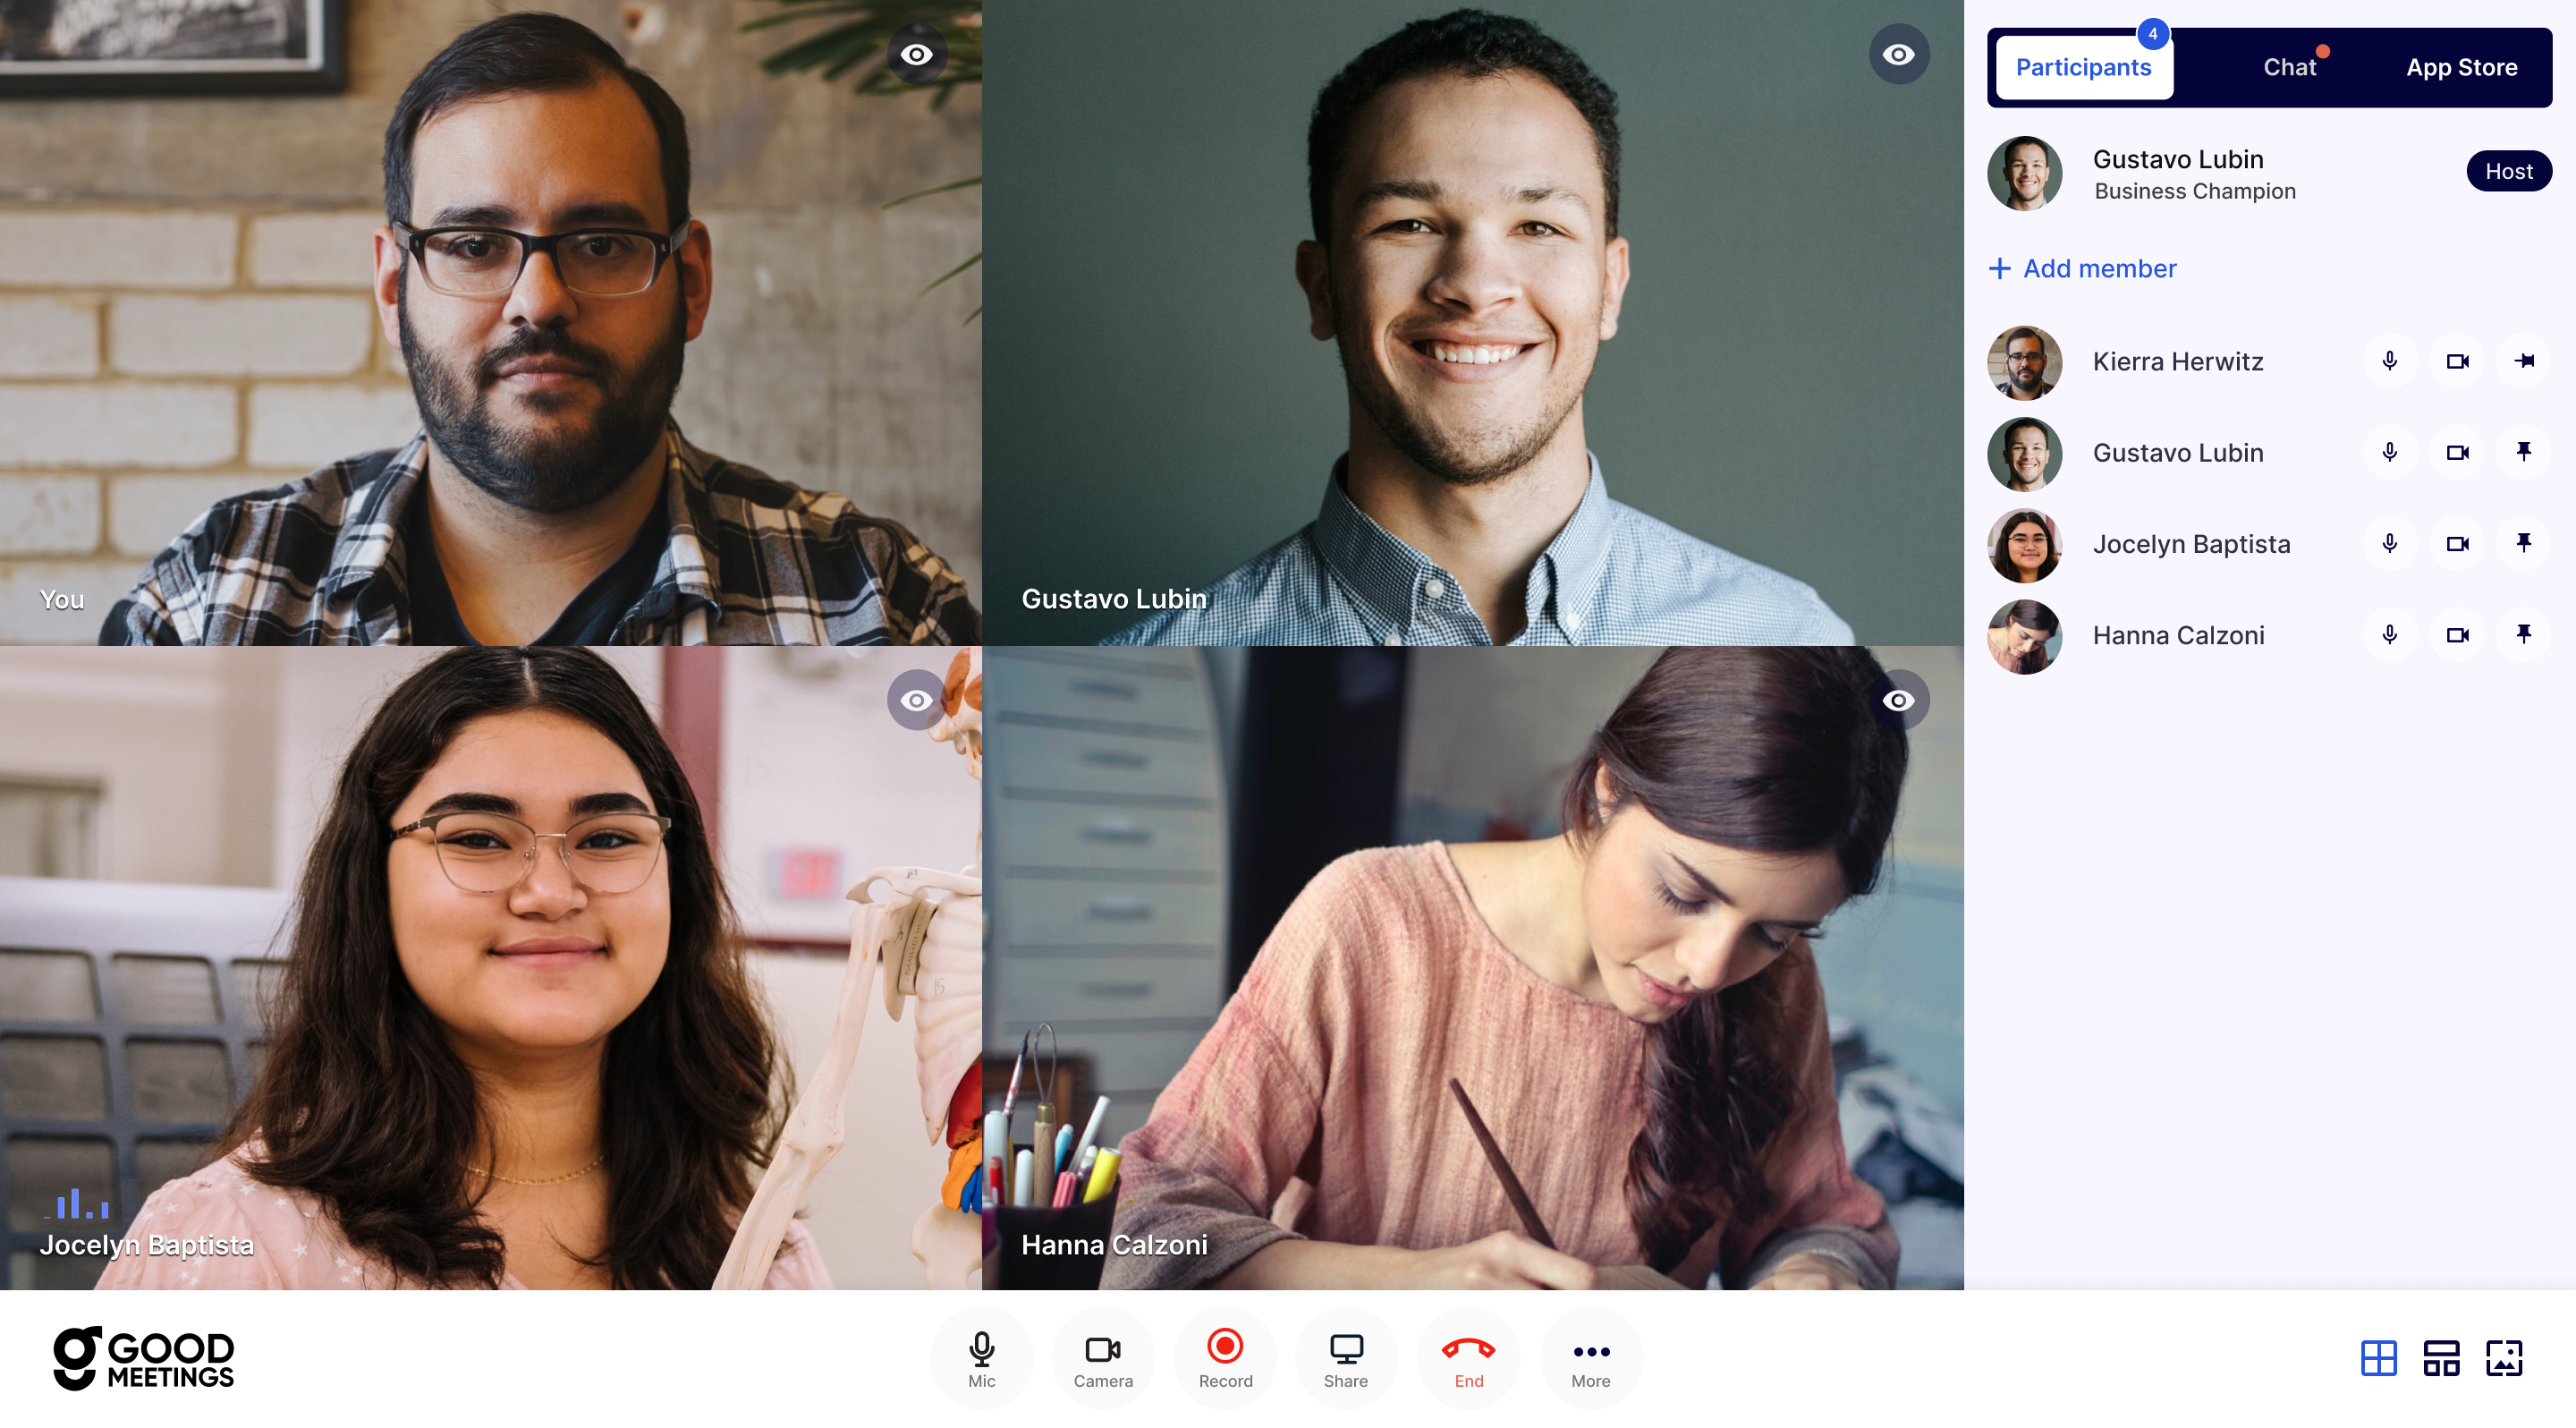 You
Gustavo Lubin
Jocelyn Baptista
Hanna Calzoni
Participants
4
Chat
App Store
Gustavo Lubin
Business Champion
Host
+ Add member
Kierra Herwitz
Gustavo Lubin
Jocelyn Baptista
Hanna Calzoni
GOOD
MEETINGS
Mic
Camera
Record
Share
End
More